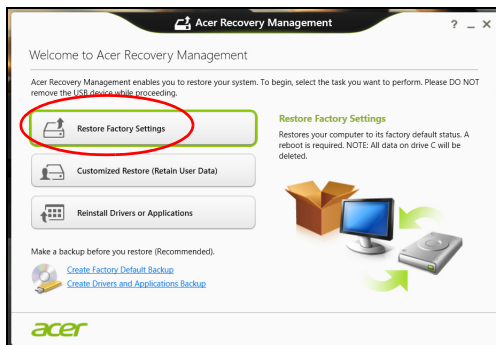 Acer Recovery Management
? _ X
Welcome to Acer Recovery Management
Acer Recovery Management enables you to restore your system. To begin, select the task you want to perform. Please DO NOT
remove the USB device while proceeding.
Restore Factory Settings
Customized Restore (Retain User Data)
Reinstall Drivers or Applications
Restore Factory Settings
Restores your computer to its factory default status. A
reboot is required. NOTE: All data on drive C will be
deleted.
Make a backup before you restore (Recommended).
Create Factory Default Backup
Create Drivers and Applications Backup
acer